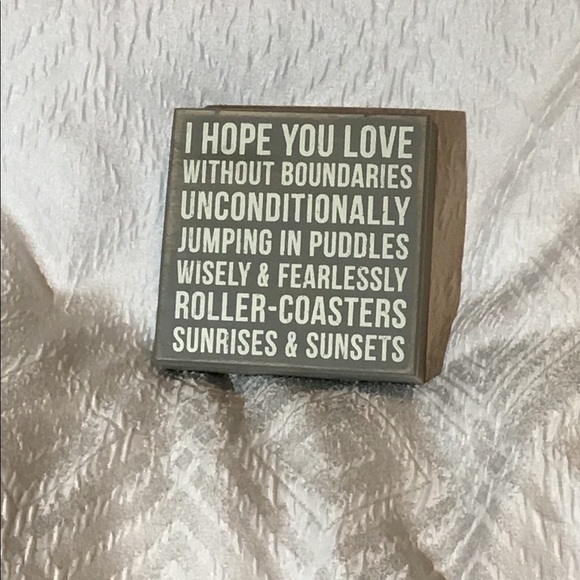 I HOPE YOU LOVE
WITHOUT BOUNDARIES
UNCONDITIONALLY
JUMPING IN PUDDLES
WISELY & FEARLESSLY
ROLLER-COASTERS
SUNRISES & SUNSETS